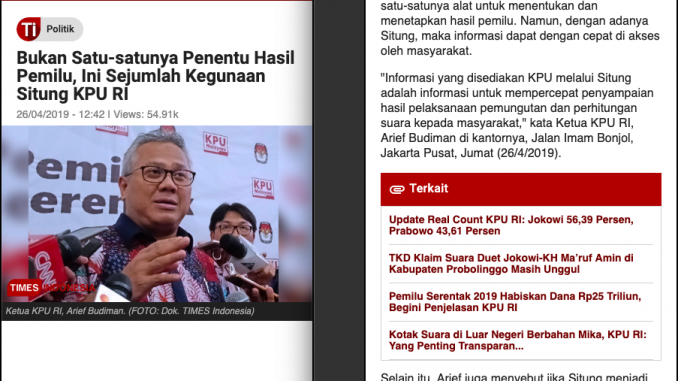 Ti Politik
Bukan Satu-satunya Penentu Hasil
Pemilu, Ini Sejumlah Kegunaan
Situng KPU RI
26/04/2019 - 12:42 | Views: 54.91k
Pemilu
Serentak
KPU
KPU
CNN
TIMES INDONESIA
Ketua KPU RI, Arief Budiman. (FOTO: Dok. TIMES Indonesia)
satu-satunya alat untuk menentukan dan
menetapkan hasil pemilu. Namun, dengan adanya
Situng, maka informasi dapat dengan cepat di akses
oleh masyarakat.
"Informasi yang disediakan KPU melalui Situng
adalah informasi untuk mempercepat penyampaian
hasil pelaksanaan pemungutan dan perhitungan
suara kepada masyarakat," kata Ketua KPU RI,
Arief Budiman di kantornya, Jalan Imam Bonjol,
Jakarta Pusat, Jumat (26/4/2019).
Terkait
Update Real Count KPU RI: Jokowi 56,39 Persen,
Prabowo 43,61 Persen
TKD Klaim Suara Duet Jokowi-KH Ma'ruf Amin di
Kabupaten Probolinggo Masih Unggul
Pemilu Serentak 2019 Habiskan Dana Rp25 Triliun,
Begini Penjelasan KPU RI
Kotak Suara di Luar Negeri Berbahan Mika, KPU RI:
Yang Penting Transparan...
Selain itu, Arief juga menyebut jika Situng menjadi